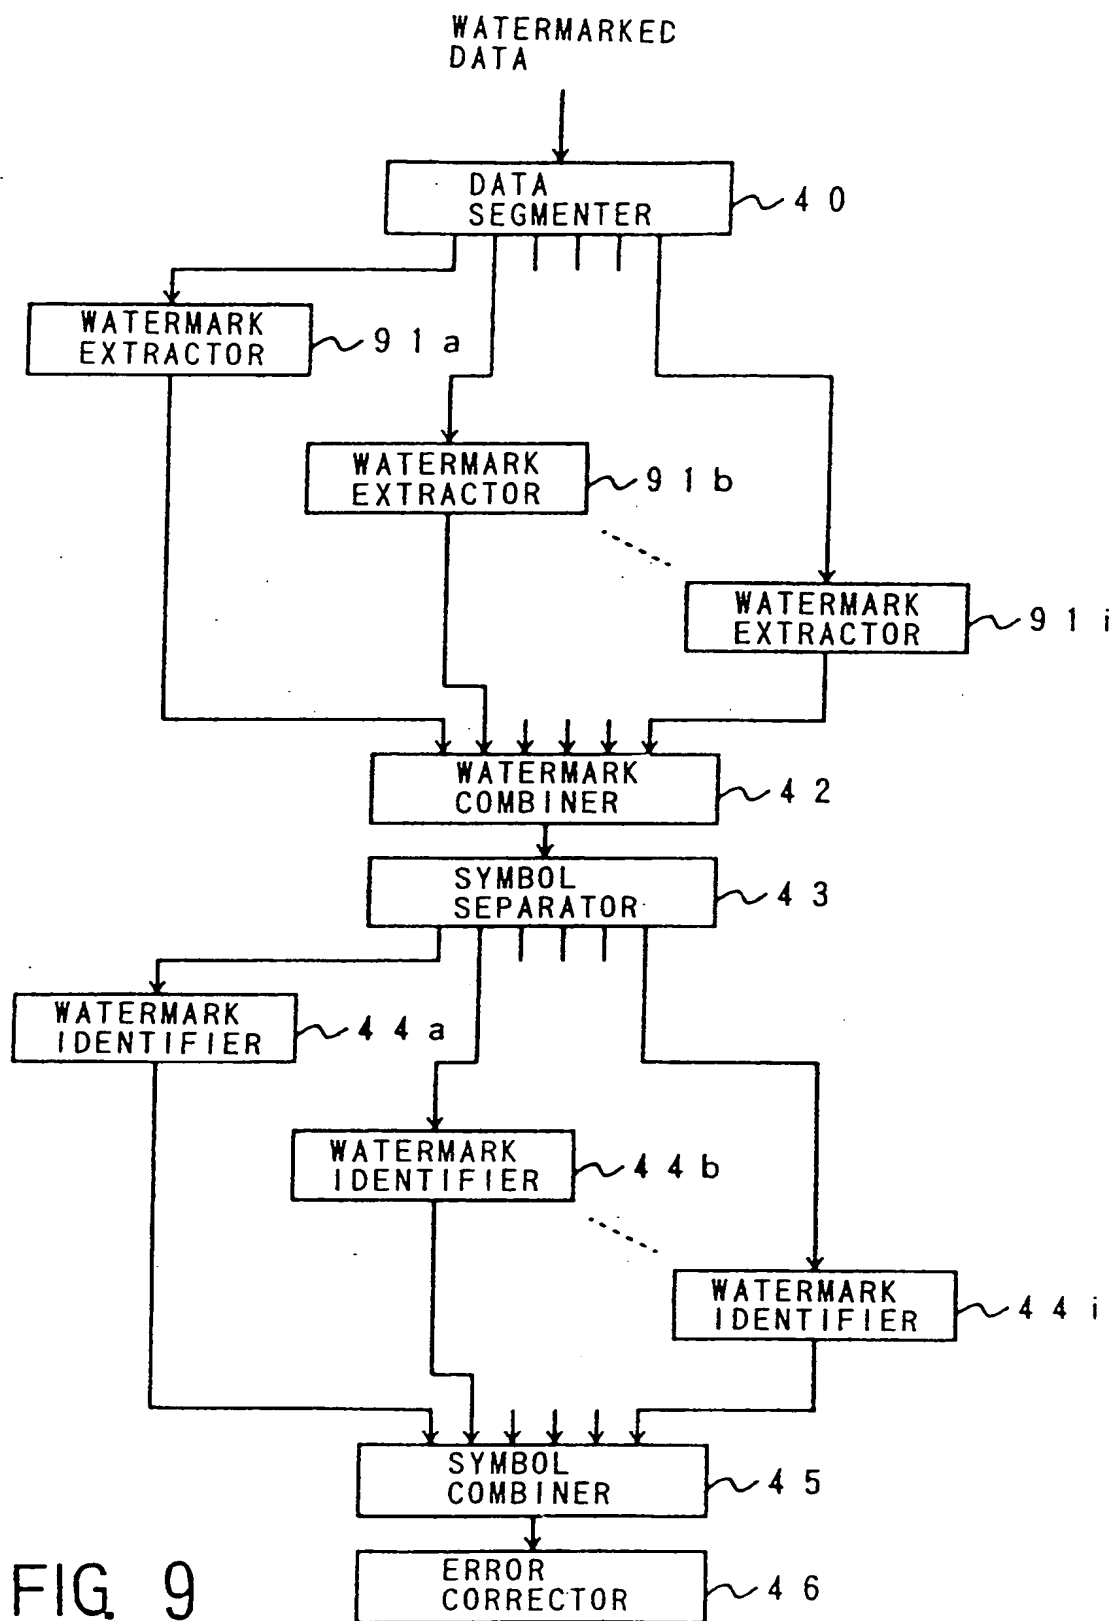 WATERMARKED
DATA
DATA
SEGMENTER
40
WATERMARK
EXTRACTOR
91a
WATERMARK
EXTRACTOR
91b
WATERMARK
EXTRACTOR
91i
WATERMARK
COMBINER
42
SYMBOL
SEPARATOR
43
WATERMARK
IDENTIFIER
44a
WATERMARK
IDENTIFIER
44b
WATERMARK
IDENTIFIER
44i
SYMBOL
COMBINER
45
ERROR
CORRECTOR
46
FIG. 9